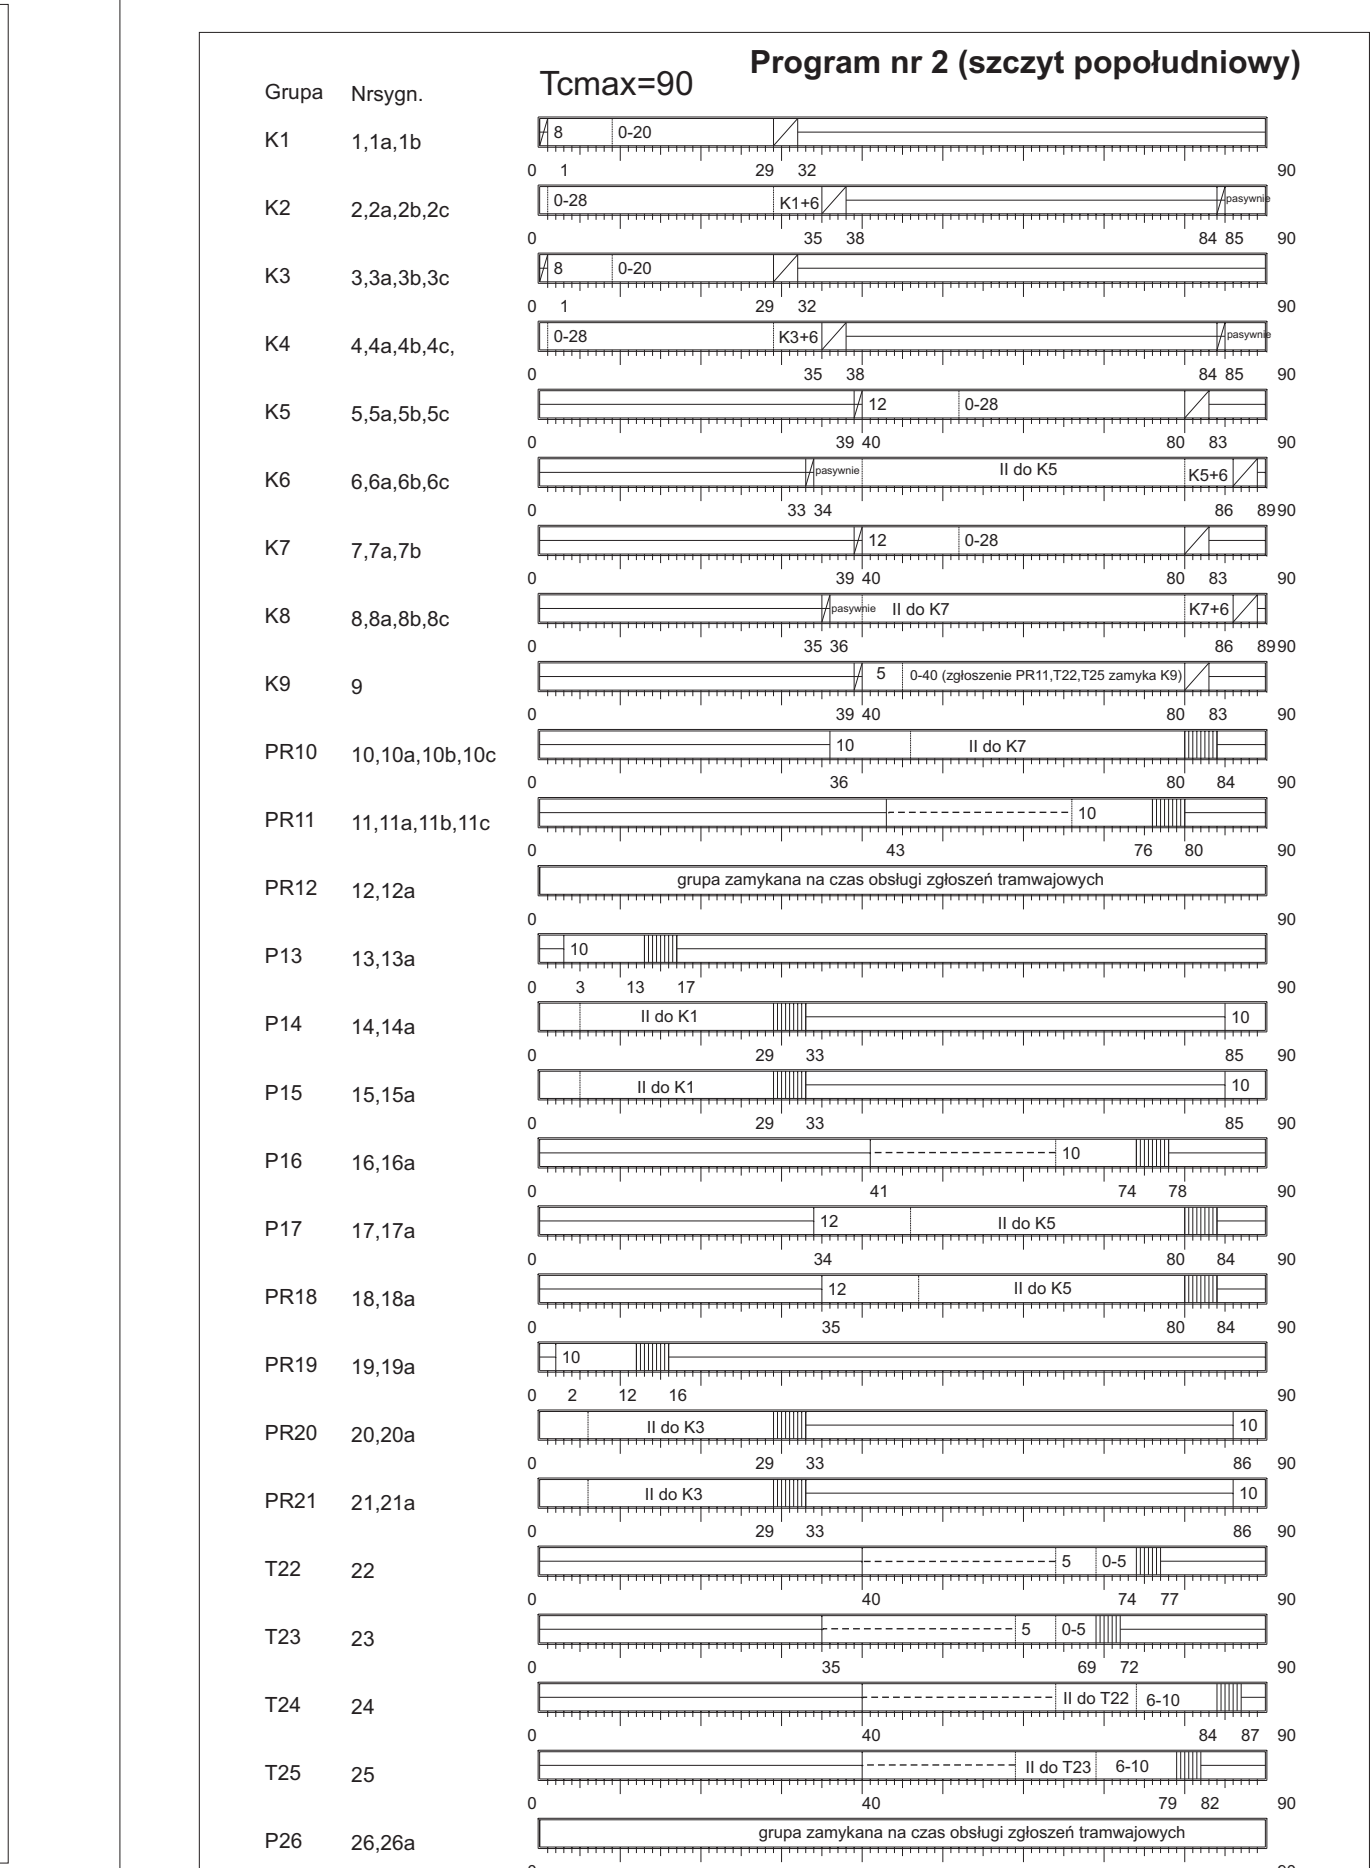 Program nr 2 (szczyt popołudniowy)
Tcmax=90
Grupa Nrsygn.
K1 1,1a,1b 8 0-20
0 1 29 32 90
K2 2,2a,2b,2c 0-28 K1+6 pasywnie
0 35 38 84 85 90
K3 3,3a,3b,3c 8 0-20
0 1 29 32 90
K4 4,4a,4b,4c, 0-28 K3+6 pasywnie
0 35 38 84 85 90
K5 5,5a,5b,5c 12 0-28
0 39 40 80 83 90
K6 6,6a,6b,6c pasywnie II do K5 K5+6
0 33 34 86 89 90
K7 7,7a,7b 12 0-28
0 39 40 80 83 90
K8 8,8a,8b,8c pasywnie II do K7 K7+6
0 35 36 86 89 90
K9 9 5 0-40 (zgłoszenie PR11,T22,T25 zamyka K9)
0 39 40 80 83 90
PR10 10,10a,10b,10c 10 II do K7
0 36 80 84 90
PR11 11,11a,11b,11c 10
0 43 76 80 90
PR12 12,12a grupa zamykana na czas obsługi zgłoszeń tramwajowych
0 90
P13 13,13a 10
0 3 13 17 90
P14 14,14a II do K1 10
0 29 33 85 90
P15 15,15a II do K1 10
0 29 33 85 90
P16 16,16a 10
0 41 74 78 90
P17 17,17a 12 II do K5
0 34 80 84 90
PR18 18,18a 12 II do K5
0 35 80 84 90
PR19 19,19a 10
0 2 12 16 90
PR20 20,20a II do K3 10
0 29 33 86 90
PR21 21,21a II do K3 10
0 29 33 86 90
T22 22 5 0-5
0 40 74 77 90
T23 23 5 0-5
0 35 69 72 90
T24 24 II do T22 6-10
0 40 84 87 90
T25 25 II do T23 6-10
0 40 79 82 90
P26 26,26a grupa zamykana na czas obsługi zgłoszeń tramwajowych